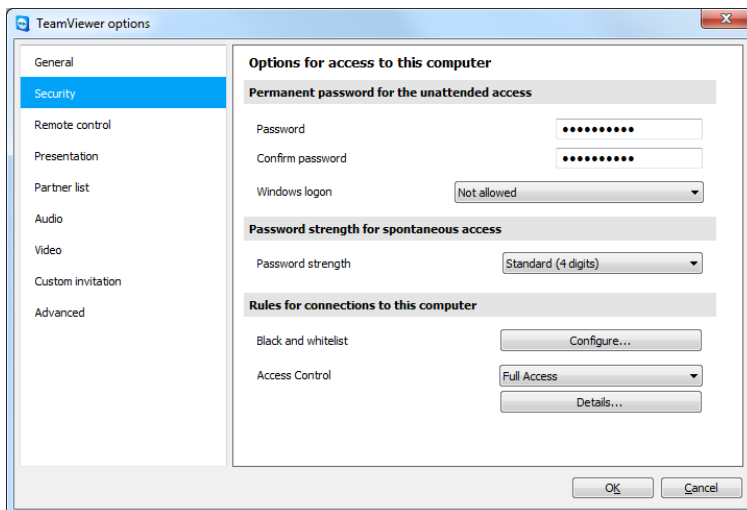 TeamViewer options
General
Security
Remote control
Presentation
Partner list
Audio
Video
Custom invitation
Advanced
Options for access to this computer
Permanent password for the unattended access
Password ••••••••••
Confirm password ••••••••••
Windows logon Not allowed
Password strength for spontaneous access
Password strength Standard (4 digits)
Rules for connections to this computer
Black and whitelist Configure...
Access Control Full Access
Details...
OK Cancel